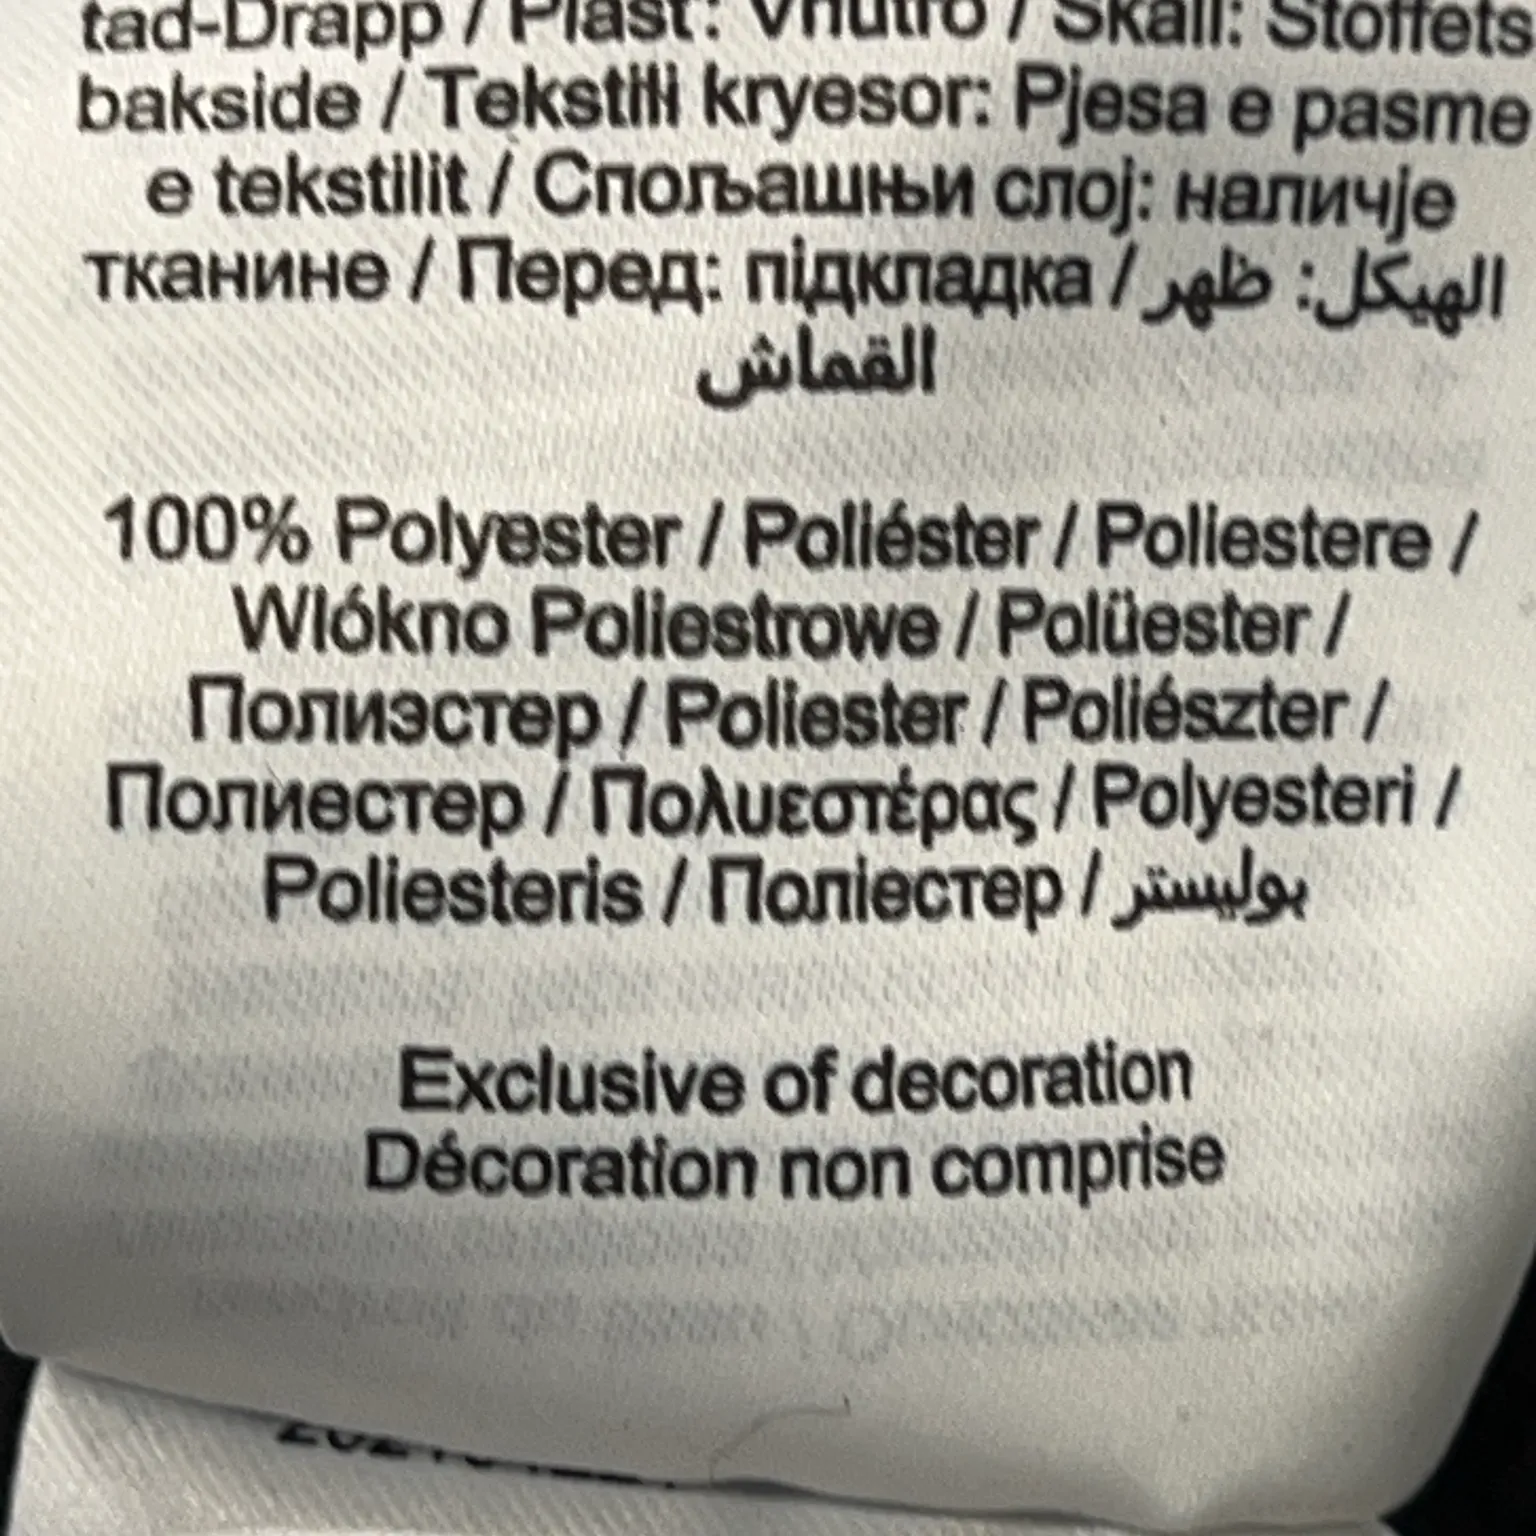 tad-Drapp / Plast: Vnútro / Skall: Stoffets
bakside / Tekstili kryesor: Pjesa e pasme
e tekstilit / Спољашњи слој: наличје
тканине / Перед: підкладка / الهيكل: ظهر
القماش
100% Polyester / Poliéster / Poliestere /
Wlókno Poliestrowe / Polüester /
Полиэстер / Poliester / Poliészter /
Полиестер / Πολυεστέρας / Polyesteri /
Poliesteris / Поліестер / بوليستر
Exclusive of decoration
Décoration non comprise